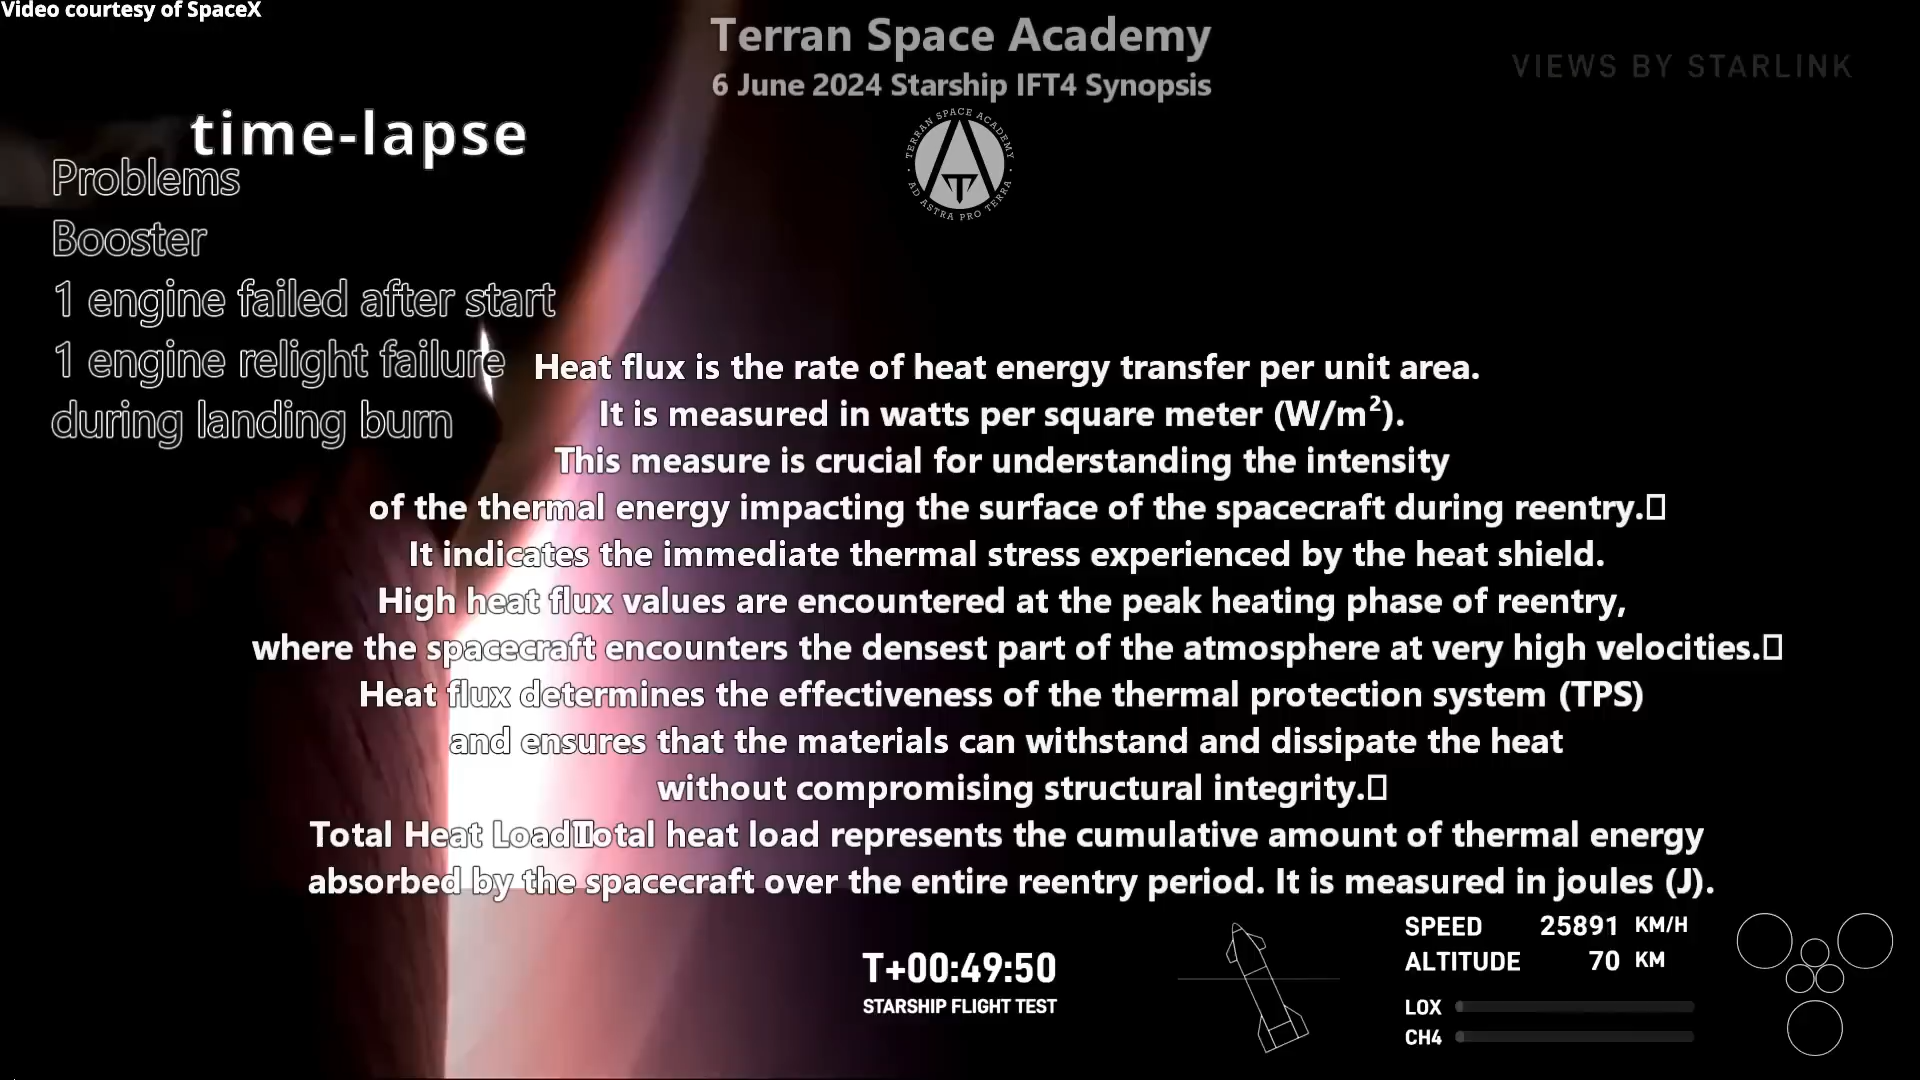 Video courtesy of SpaceX
Terran Space Academy
6 June 2024 Starship IFT4 Synopsis
VIEWS BY STARLINK
TERRAN SPACE ACADEMY
AD ASTRA PRO TERRA
time-lapse
Problems
Booster
1 engine failed after start
1 engine relight failure
during landing burn
Heat flux is the rate of heat energy transfer per unit area.
It is measured in watts per square meter (W/m²).
This measure is crucial for understanding the intensity
of the thermal energy impacting the surface of the spacecraft during reentry.
It indicates the immediate thermal stress experienced by the heat shield.
High heat flux values are encountered at the peak heating phase of reentry,
where the spacecraft encounters the densest part of the atmosphere at very high velocities.
Heat flux determines the effectiveness of the thermal protection system (TPS)
and ensures that the materials can withstand and dissipate the heat
without compromising structural integrity.
Total Heat Load Total heat load represents the cumulative amount of thermal energy
absorbed by the spacecraft over the entire reentry period. It is measured in joules (J).
T+00:49:50
STARSHIP FLIGHT TEST
SPEED 25891 KM/H
ALTITUDE 70 KM
LOX
CH4